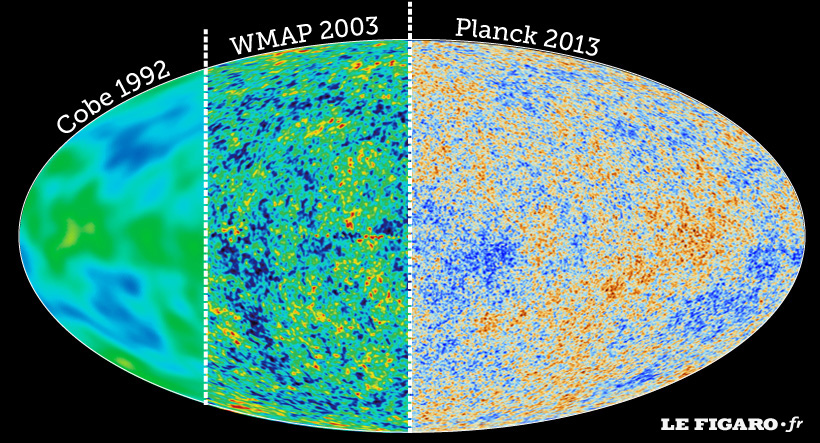 Cobe 1992
WMAP 2003
Planck 2013
LE FIGARO·fr